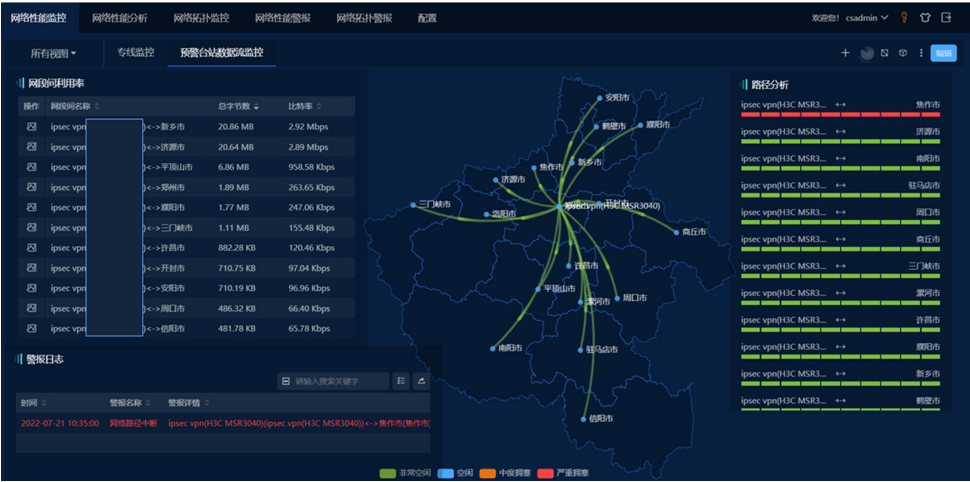 网络性能监控 网络性能分析 网络拓扑监控 网络性能警报 网络拓扑警报 配置 欢迎您! csadmin
所有视图 专线监控 预警台站数据流监控 编辑
网段间利用率
操作 网段间名称 总字节数 比特率
ipsec vpn )<->新乡市 20.86 MB 2.92 Mbps
ipsec vpn )<->济源市 20.64 MB 2.89 Mbps
ipsec vpn )<->平顶山市 6.86 MB 958.58 Kbps
ipsec vpn )<->郑州市 1.89 MB 263.65 Kbps
ipsec vpn )<->濮阳市 1.77 MB 247.06 Kbps
ipsec vpn )<->三门峡市 1.11 MB 155.48 Kbps
ipsec vpn )<->许昌市 882.28 KB 120.46 Kbps
ipsec vpn )<->开封市 710.75 KB 97.04 Kbps
ipsec vpn )<->安阳市 710.19 KB 96.96 Kbps
ipsec vpn )<->周口市 486.32 KB 66.40 Kbps
ipsec vpn )<->信阳市 481.78 KB 65.78 Kbps
警报日志
请输入搜索关键字
时间 警报名称 警报详情
2022-07-21 10:35:00 网络路径中断 ipsec vpn(H3C MSR3040)(ipsec vpn(H3C MSR3040))<->焦作市(焦作市)
安阳市
鹤壁市
濮阳市
焦作市
新乡市
济源市
三门峡市
洛阳市
开封市
vpn(H3C MSR3040)
商丘市
许昌市
平顶山市
漯河市
周口市
南阳市
驻马店市
信阳市
非常空闲 空闲 中度拥塞 严重拥塞
路径分析
ipsec vpn(H3C MSR3... ↔ 焦作市
ipsec vpn(H3C MSR3... ↔ 济源市
ipsec vpn(H3C MSR3... ↔ 南阳市
ipsec vpn(H3C MSR3... ↔ 驻马店市
ipsec vpn(H3C MSR3... ↔ 周口市
ipsec vpn(H3C MSR3... ↔ 商丘市
ipsec vpn(H3C MSR3... ↔ 三门峡市
ipsec vpn(H3C MSR3... ↔ 漯河市
ipsec vpn(H3C MSR3... ↔ 许昌市
ipsec vpn(H3C MSR3... ↔ 濮阳市
ipsec vpn(H3C MSR3... ↔ 新乡市
ipsec vpn(H3C MSR3... ↔ 鹤壁市